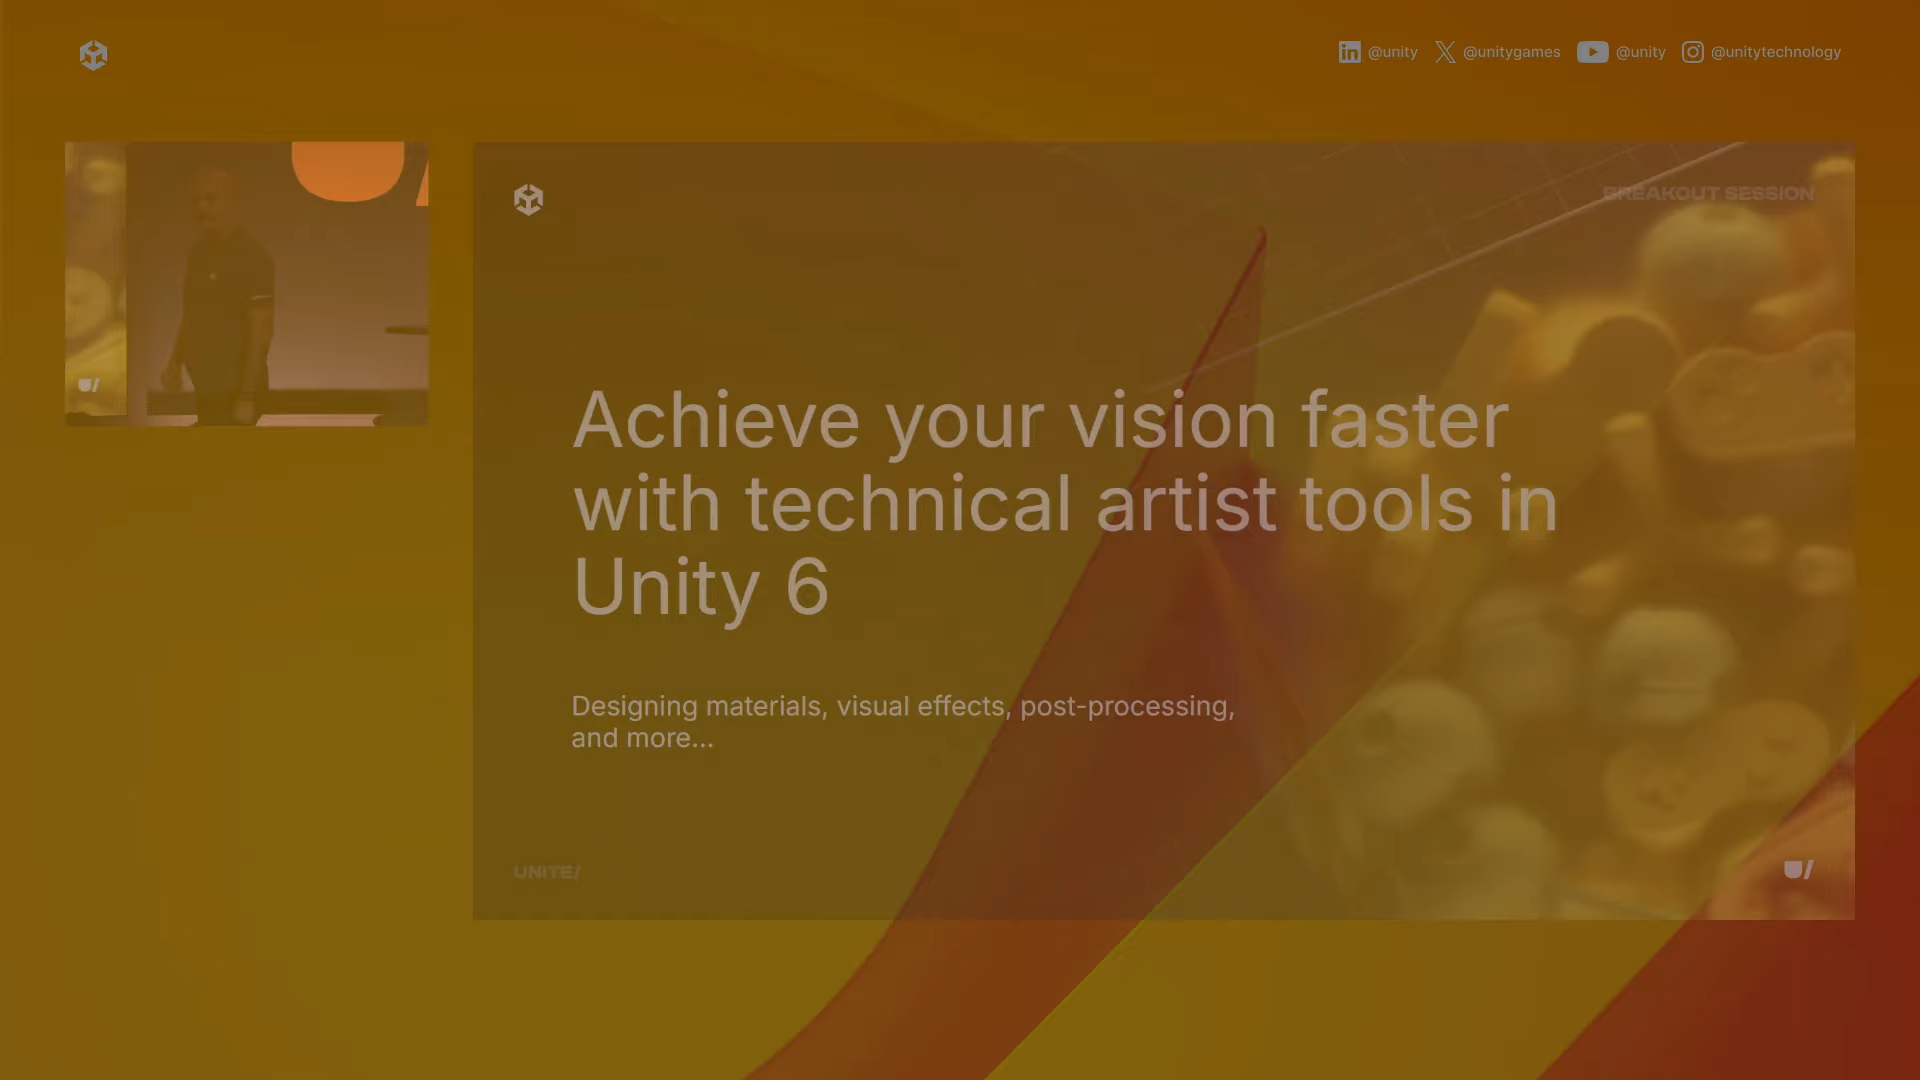 @unity @unitygames @unity @unitytechnology
BREAKOUT SESSION
Achieve your vision faster
with technical artist tools in
Unity 6
Designing materials, visual effects, post-processing,
and more...
UNITE/
U/
U/